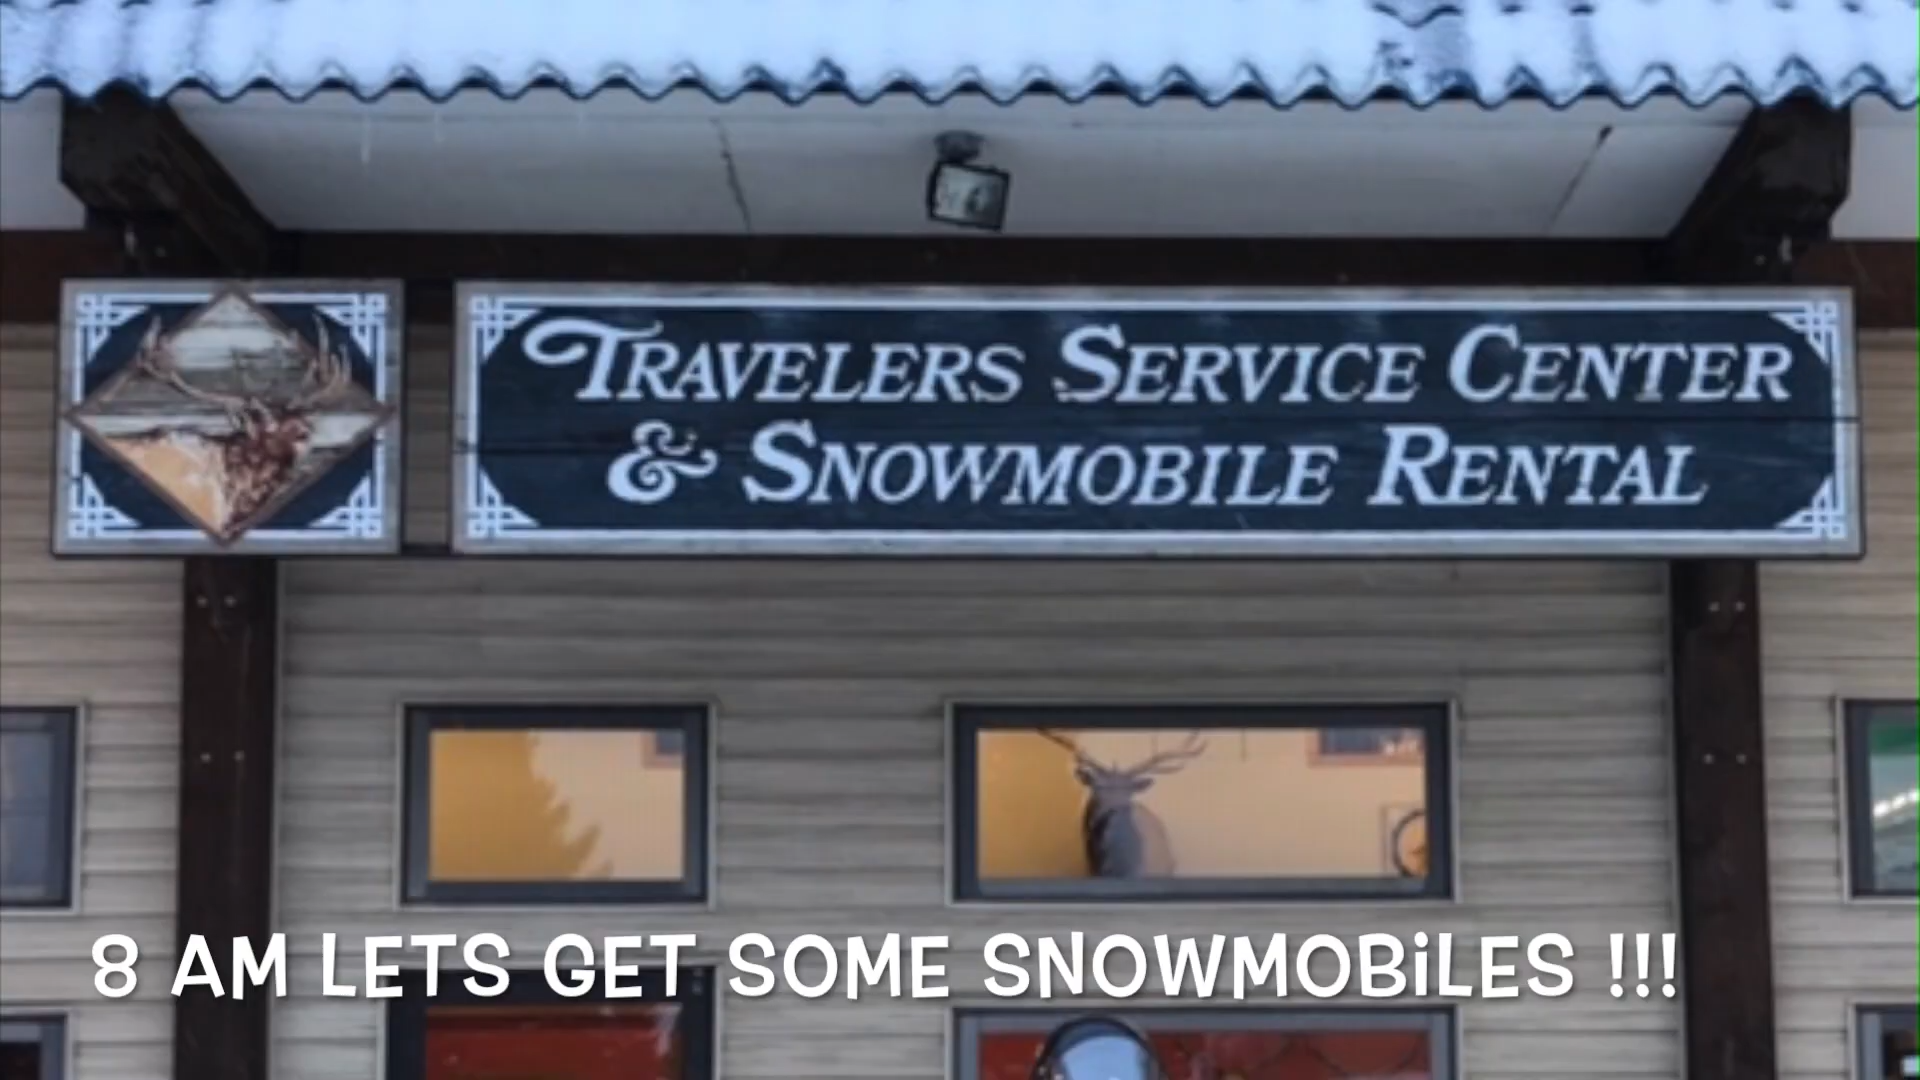 TRAVELERS SERVICE CENTER
& SNOWMOBILE RENTAL
8 AM LETS GET SOME SNOWMOBiLES !!!